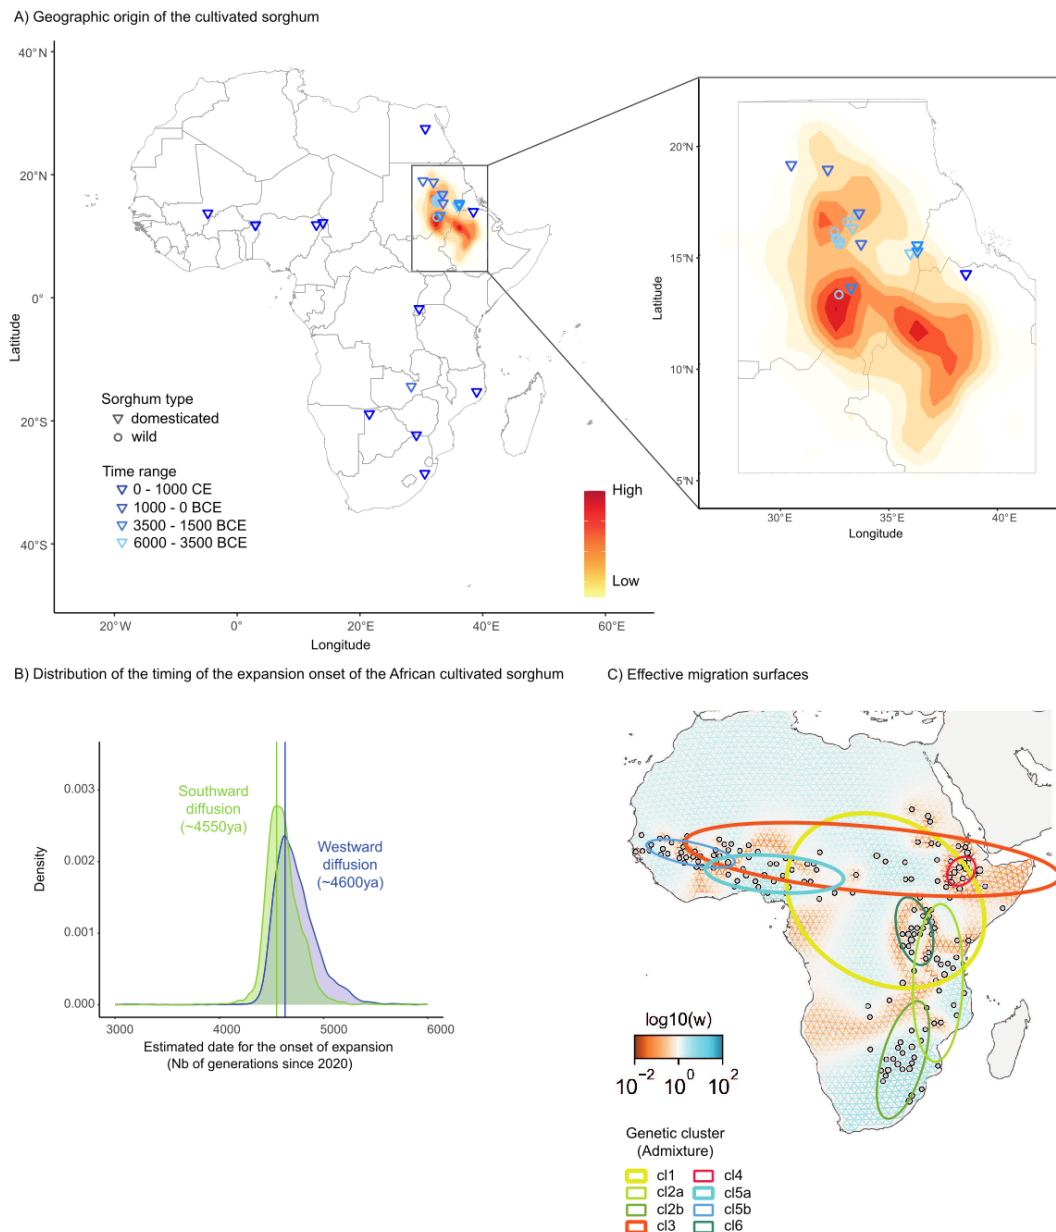 A) Geographic origin of the cultivated sorghum
40°N
20°N
0°
20°S
40°S
Latitude
20°W
0°
20°E
40°E
60°E
Longitude
Sorghum type
domesticated
wild
Time range
0 - 1000 CE
1000 - 0 BCE
3500 - 1500 BCE
6000 - 3500 BCE
High
Low
20°N
15°N
10°N
5°N
Latitude
30°E
35°E
40°E
Longitude
B) Distribution of the timing of the expansion onset of the African cultivated sorghum
0.003
0.002
0.001
0.000
Density
Southward
diffusion
(~4550ya)
Westward
diffusion
(~4600ya)
3000
4000
5000
6000
Estimated date for the onset of expansion
(Nb of generations since 2020)
C) Effective migration surfaces
log10(w)
10−2
100
102
Genetic cluster
(Admixture)
cl1
cl2a
cl2b
cl3
cl4
cl5a
cl5b
cl6